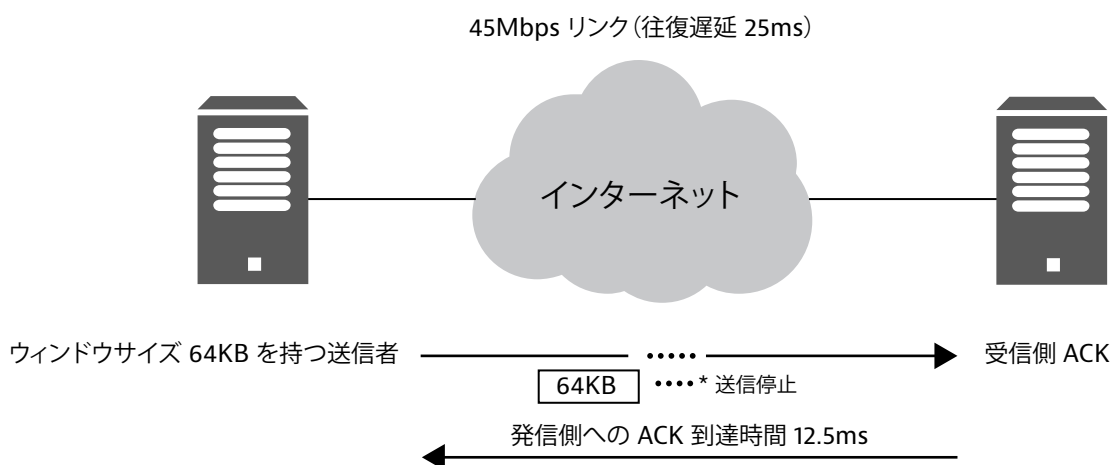 45Mbps リンク（往復遅延 25ms）
インターネット
ウィンドウサイズ 64KB を持つ送信者
受信側 ACK
64KB
* 送信停止
発信側への ACK 到達時間 12.5ms